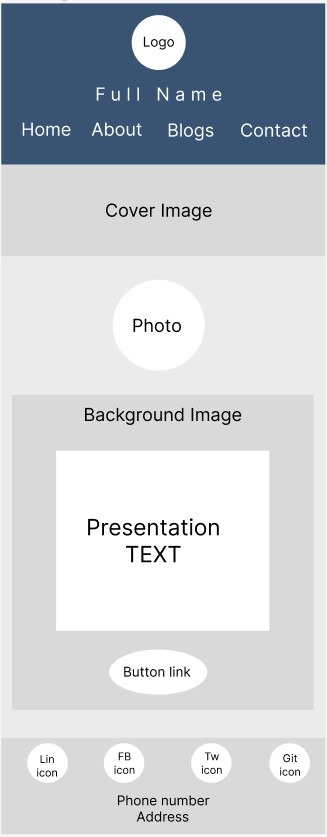 Logo
Full Name
Home About Blogs Contact
Cover Image
Photo
Background Image
Presentation
TEXT
Button link
Lin icon
FB icon
Tw icon
Git icon
Phone number
Address